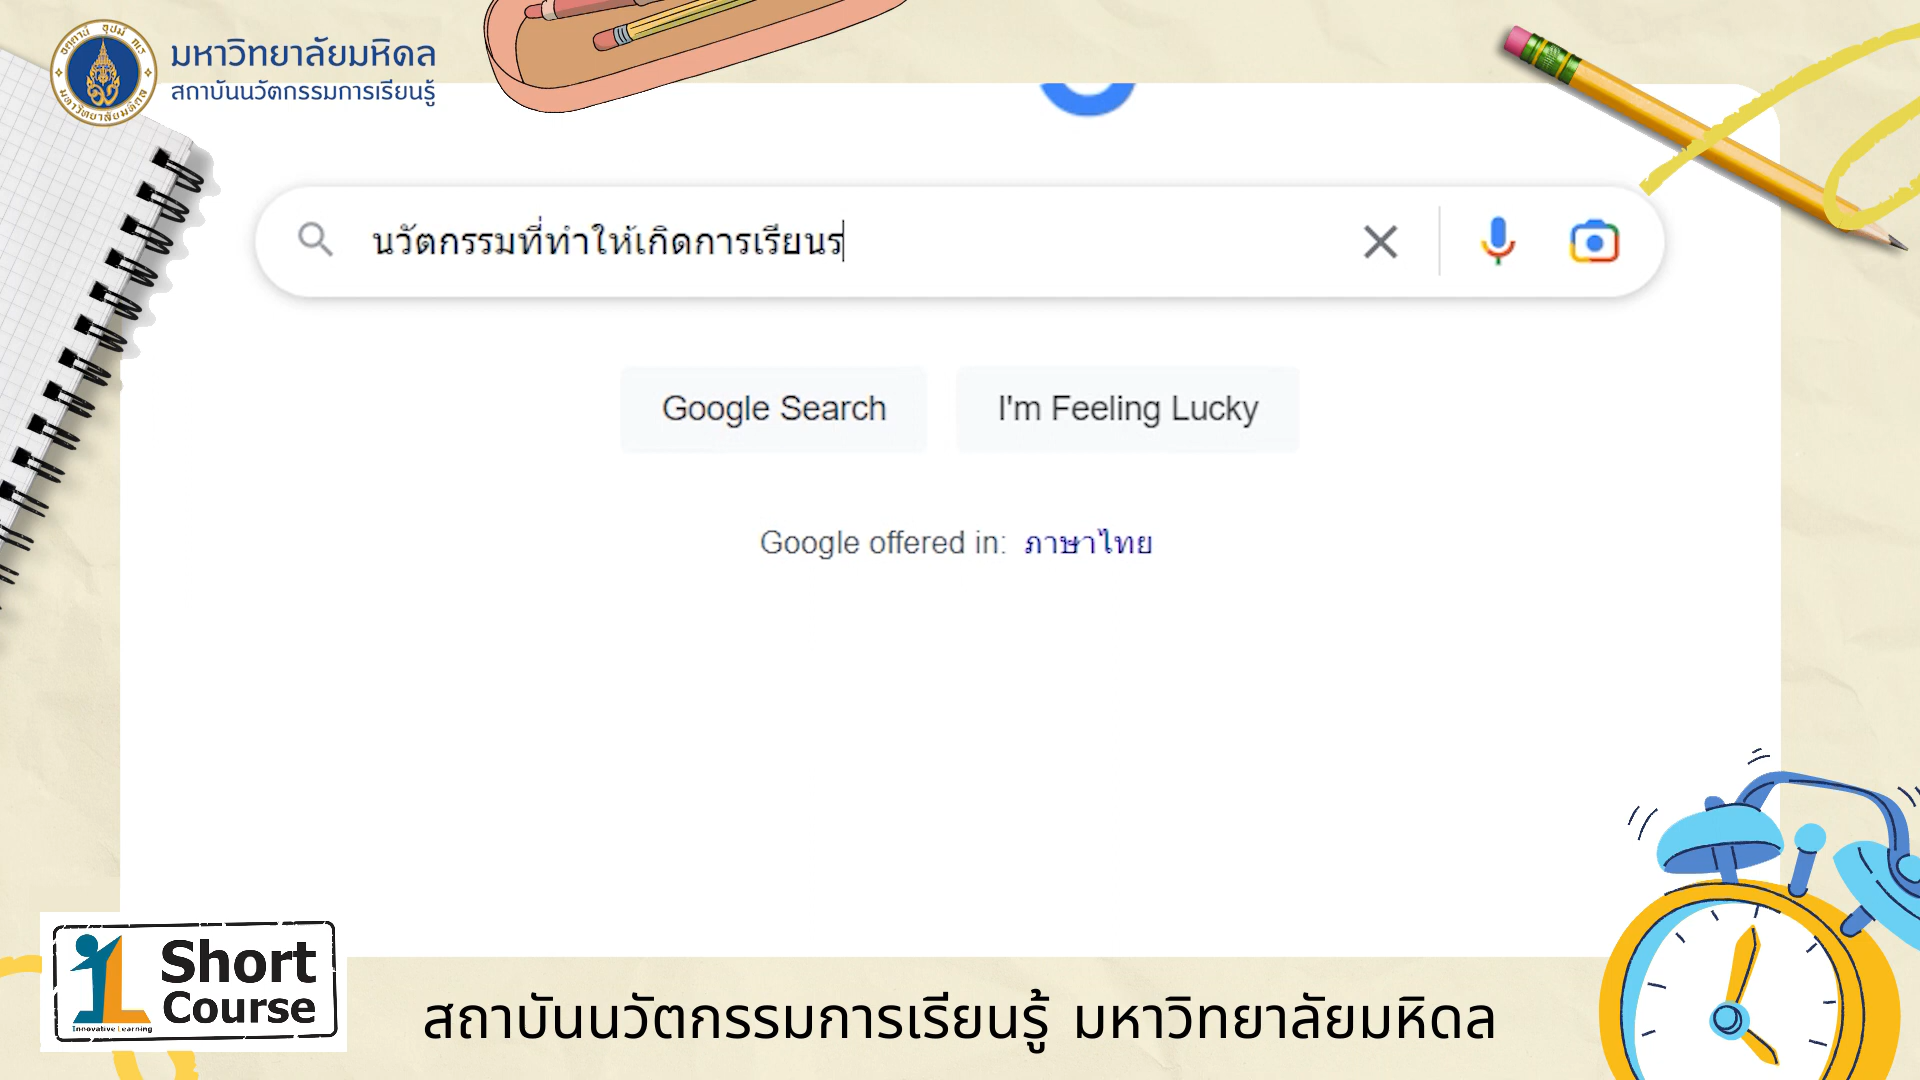 มหาวิทยาลัยมหิดล
สถาบันนวัตกรรมการเรียนรู้
นวัตกรรมที่ทำให้เกิดการเรียนร
Google Search
I'm Feeling Lucky
Google offered in: ภาษาไทย
Short
Course
Innovative Learning
สถาบันนวัตกรรมการเรียนรู้ มหาวิทยาลัยมหิดล